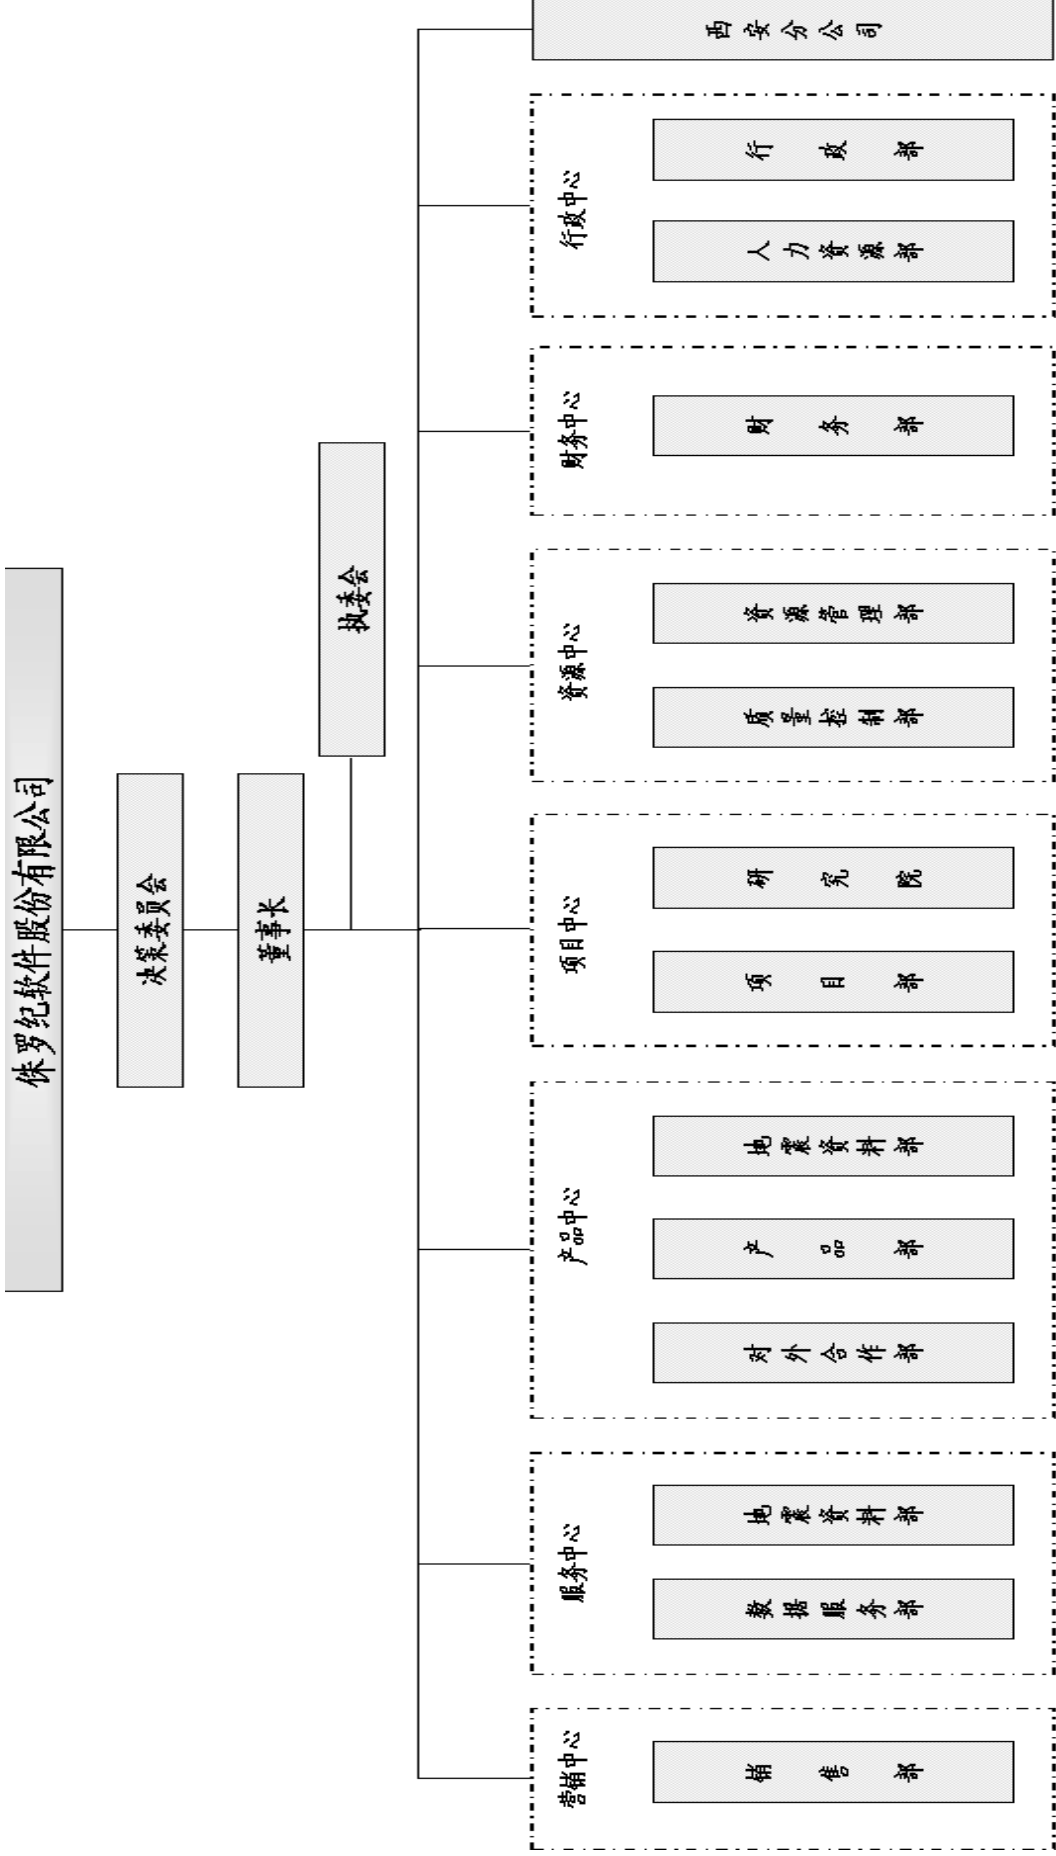 侏罗纪软件股份有限公司
决策委员会
董事长
执委会
营销中心
销售部
服务中心
数据服务部
地震资料部
产品中心
对外合作部
产品部
地震资料部
项目中心
项目部
研究院
资源中心
质量控制部
资源管理部
财务中心
财务部
行政中心
人力资源部
行政部
西安分公司